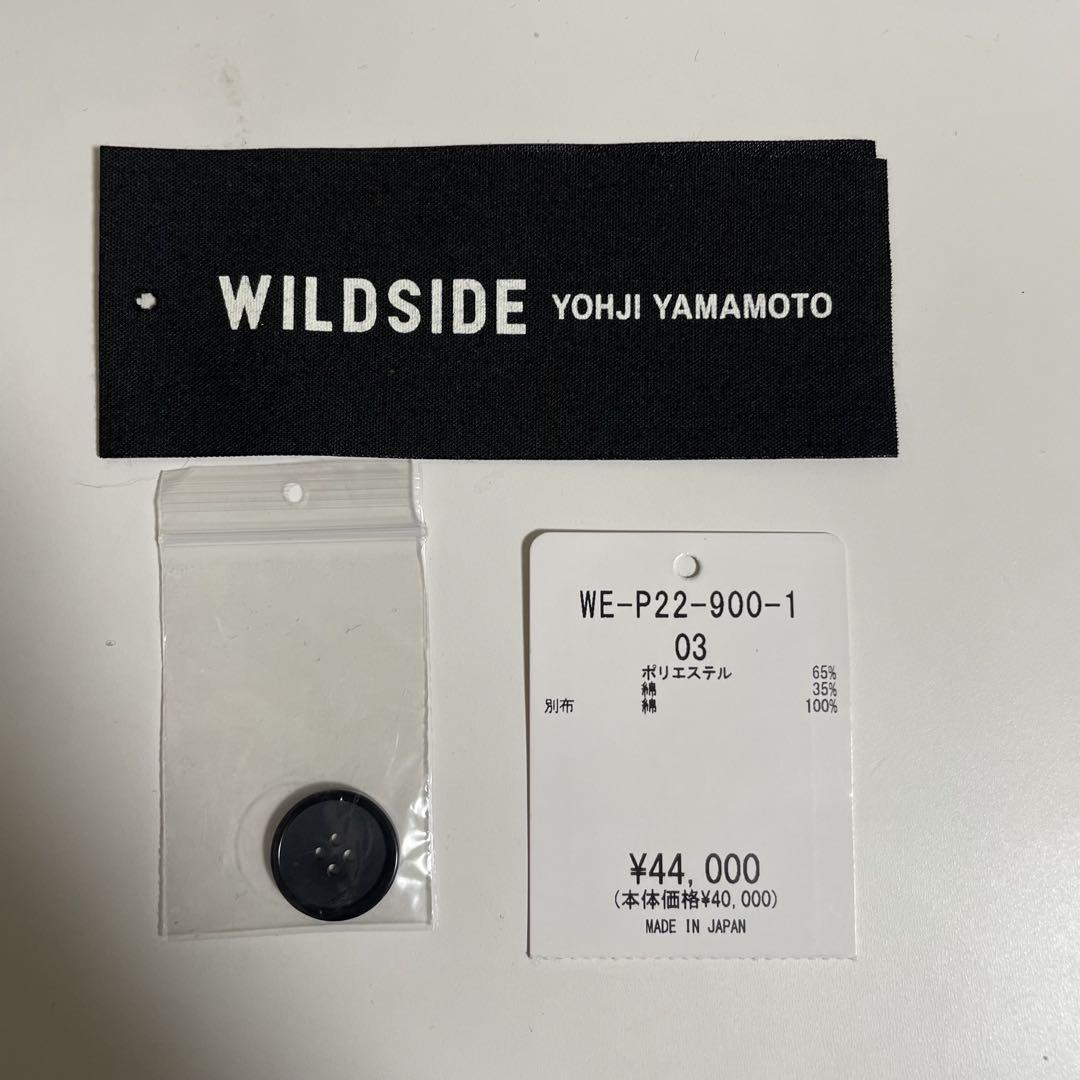 WILDSIDE YOHJI YAMAMOTO
WE-P22-900-1
03
ポリエステル 65%
綿 35%
別布 綿 100%
¥44,000
(本体価格¥40,000)
MADE IN JAPAN